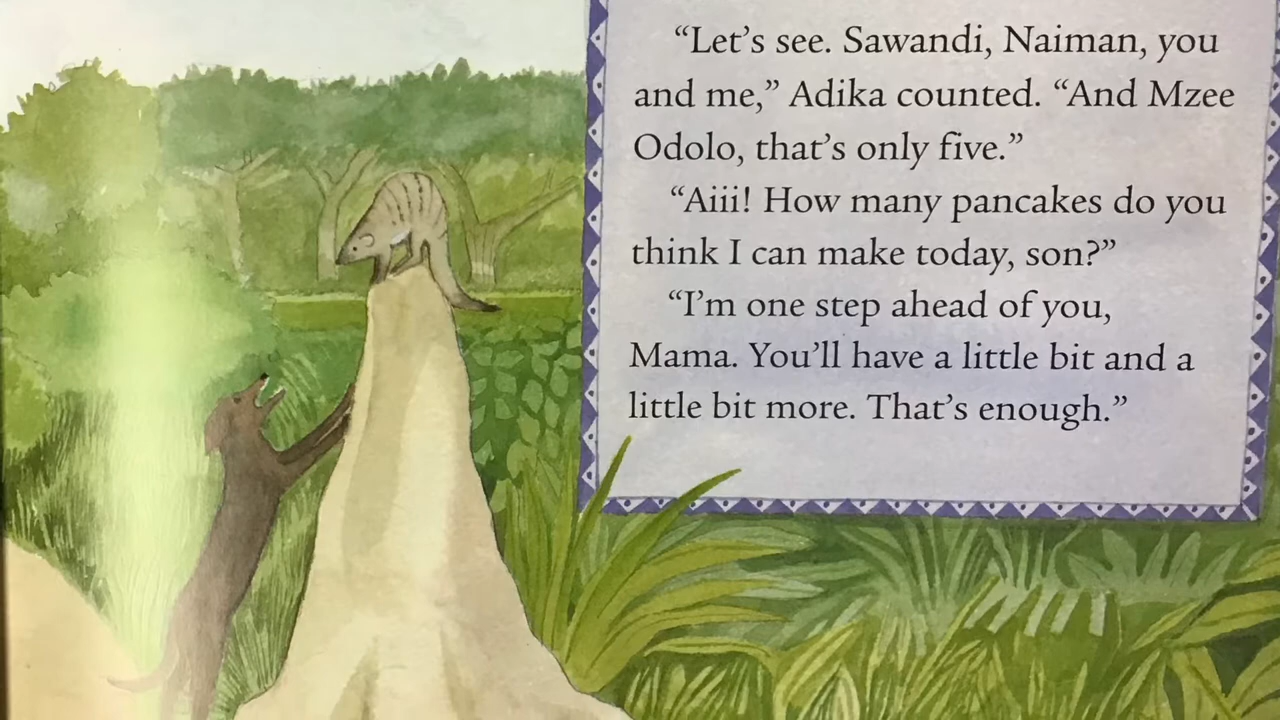 “Let’s see. Sawandi, Naiman, you
and me,” Adika counted. “And Mzee
Odolo, that’s only five.”
“Aiii! How many pancakes do you
think I can make today, son?”
“I’m one step ahead of you,
Mama. You’ll have a little bit and a
little bit more. That’s enough.”